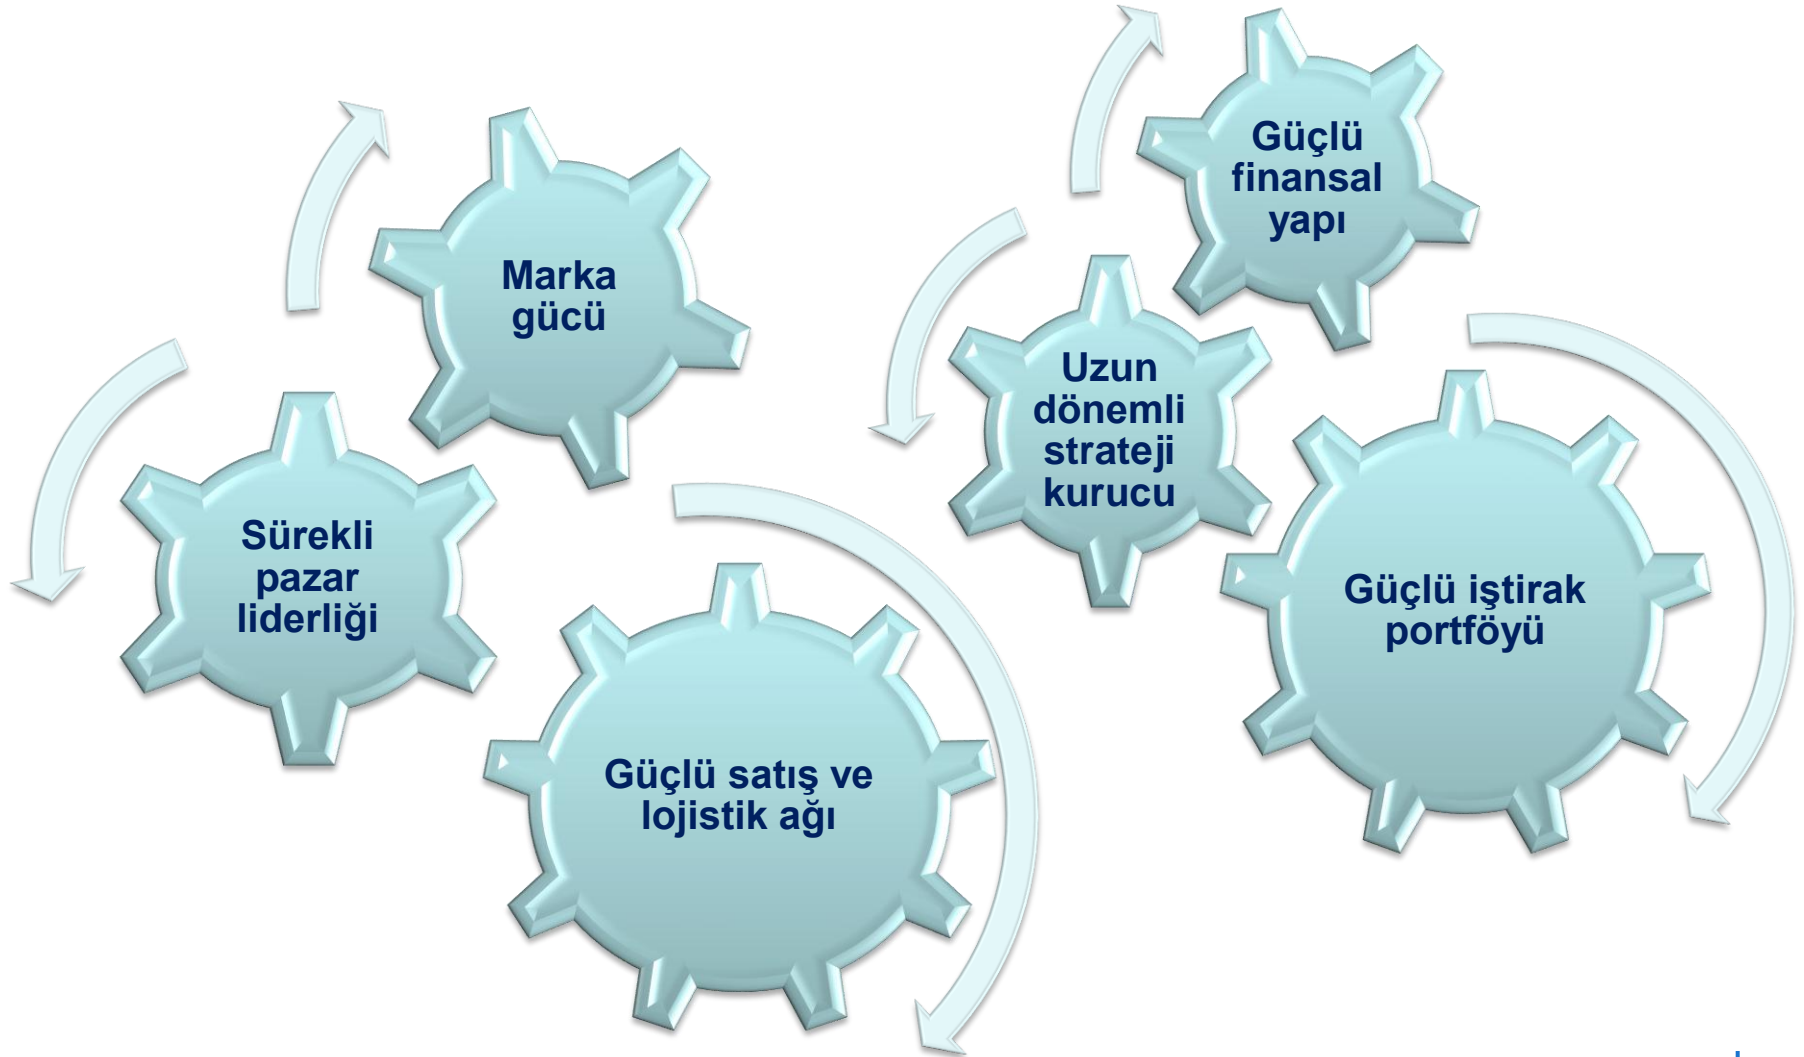 Marka
gücü
Sürekli
pazar
liderliği
Güçlü satış ve
lojistik ağı
Güçlü
finansal
yapı
Uzun
dönemli
strateji
kurucu
Güçlü iştirak
portföyü